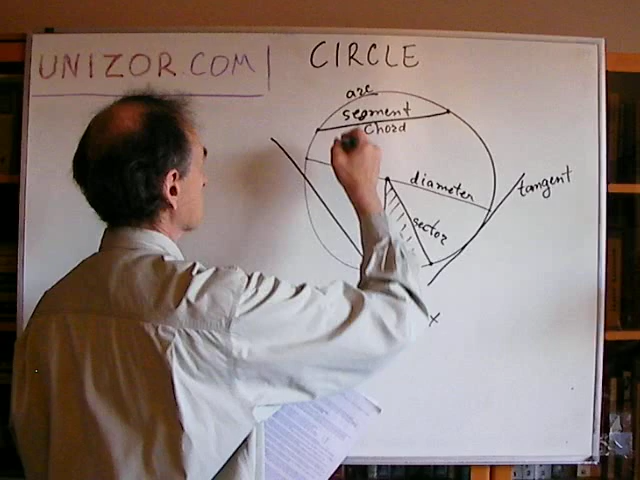 UNIZOR.COM
CIRCLE
arc
segment
chord
diameter
tangent
sector
x